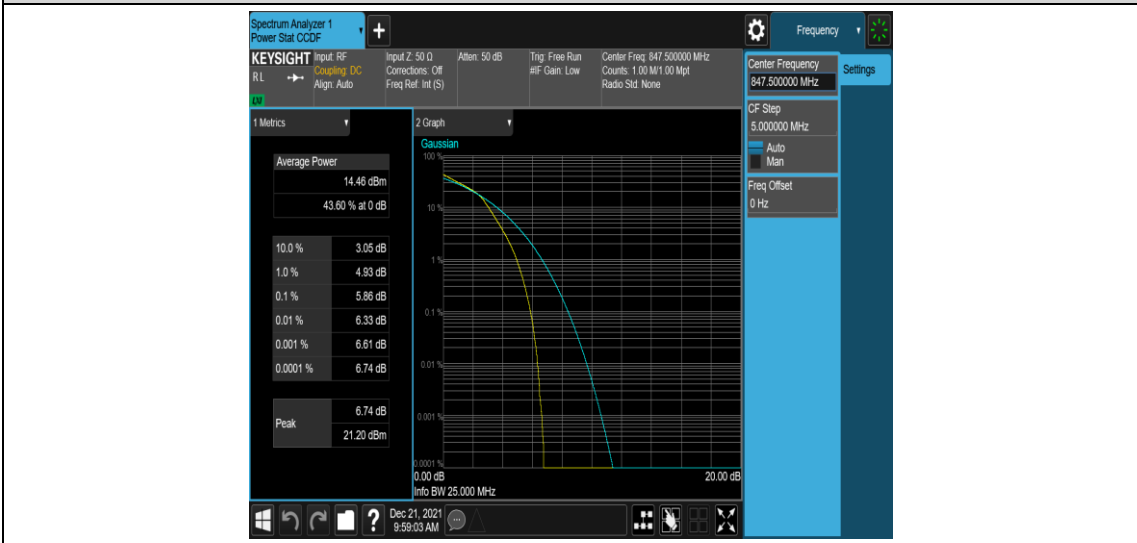 Spectrum Analyzer 1
Power Stat CCDF
+
Frequency
KEYSIGHT
RL
LXI
Input: RF
Coupling: DC
Align: Auto
Input Z: 50 Ω
Corrections: Off
Freq Ref: Int (S)
Atten: 50 dB
Trig: Free Run
#IF Gain: Low
Center Freq: 847.500000 MHz
Counts: 1.00 M/1.00 Mpt
Radio Std: None
Center Frequency
847.500000 MHz
Settings
CF Step
5.000000 MHz
Auto
Man
Freq Offset
0 Hz
1 Metrics
Average Power
14.46 dBm
43.60 % at 0 dB
10.0 % 3.05 dB
1.0 % 4.93 dB
0.1 % 5.86 dB
0.01 % 6.33 dB
0.001 % 6.61 dB
0.0001 % 6.74 dB
Peak
6.74 dB
21.20 dBm
2 Graph
Gaussian
100 %
10 %
1 %
0.1 %
0.01 %
0.001 %
0.0001 %
0.00 dB 20.00 dB
Info BW 25.000 MHz
?
Dec 21, 2021
9:59:03 AM